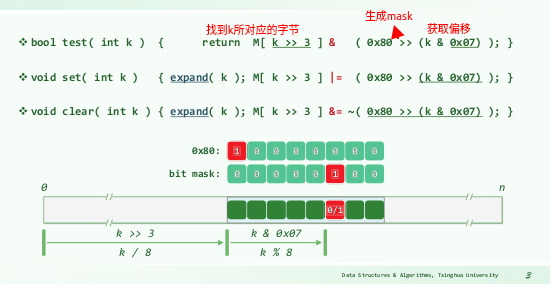 生成mask
找到k所对应的字节
获取偏移
❖ bool test( int k ) { return M[ k >> 3 ] & ( 0x80 >> (k & 0x07) ); }
❖ void set( int k ) { expand( k ); M[ k >> 3 ] |= ( 0x80 >> (k & 0x07) ); }
❖ void clear( int k ) { expand( k ); M[ k >> 3 ] &= ~( 0x80 >> (k & 0x07) ); }
0x80: 1 0 0 0 0 0 0 0
bit mask: 0 0 0 0 0 1 0 0
0 n
0/1
k >> 3 k & 0x07
k / 8 k % 8
Data Structures & Algorithms, Tsinghua University